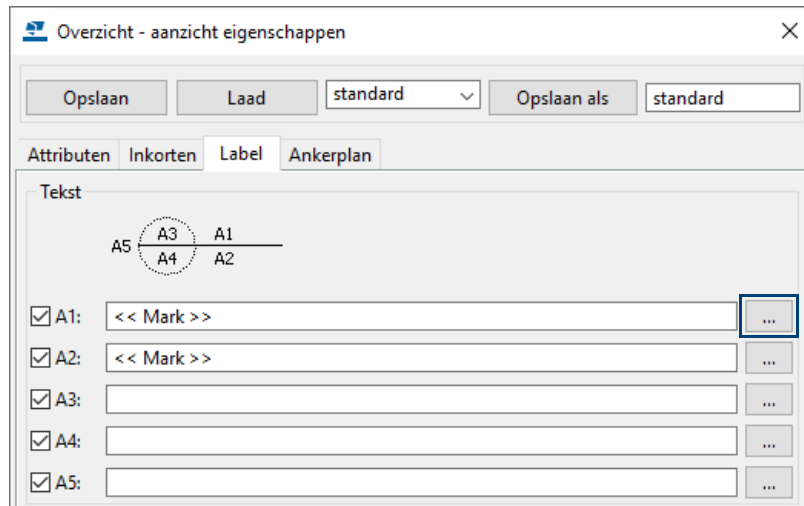 Overzicht - aanzicht eigenschappen
Opslaan Laad standard Opslaan als standard
Attributen Inkorten Label Ankerplan
Tekst
A5 A3 A1
A4 A2
A1: << Mark >> ...
A2: << Mark >> ...
A3: ...
A4: ...
A5: ...